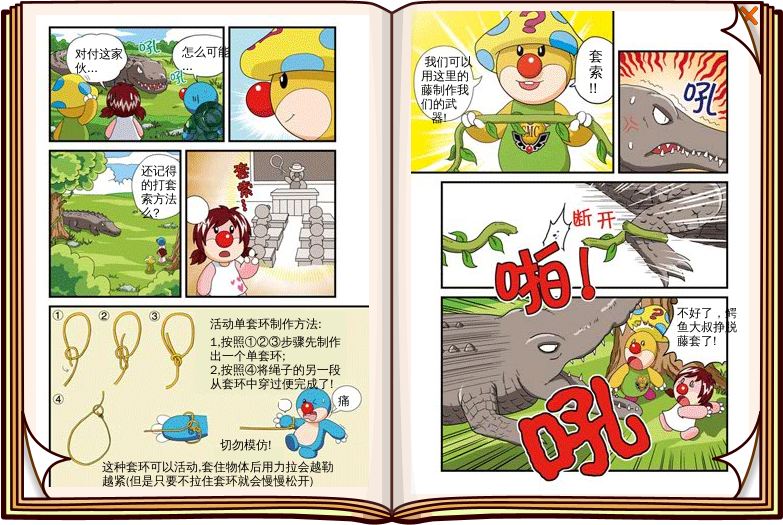 对付这家
伙...
吼
吼
怎么可能
...
还记得
的打套
索方法
么?
套索!
①
②
③
④
活动单套环制作方法:
1,按照①②③步骤先制作
出一个单套环;
2,按照④将绳子的另一段
从套环中穿过便完成了!
痛
切勿模仿!
这种套环可以活动,套住物体后用力拉会越勒
越紧(但是只要不拉住套环就会慢慢松开)
?
我们可以
用这里的
藤制作我
们的武
器!
套
索
!!
SMC
吼
断开
啪!
不好了，鳄
鱼大叔挣脱
藤套了!
?
吼